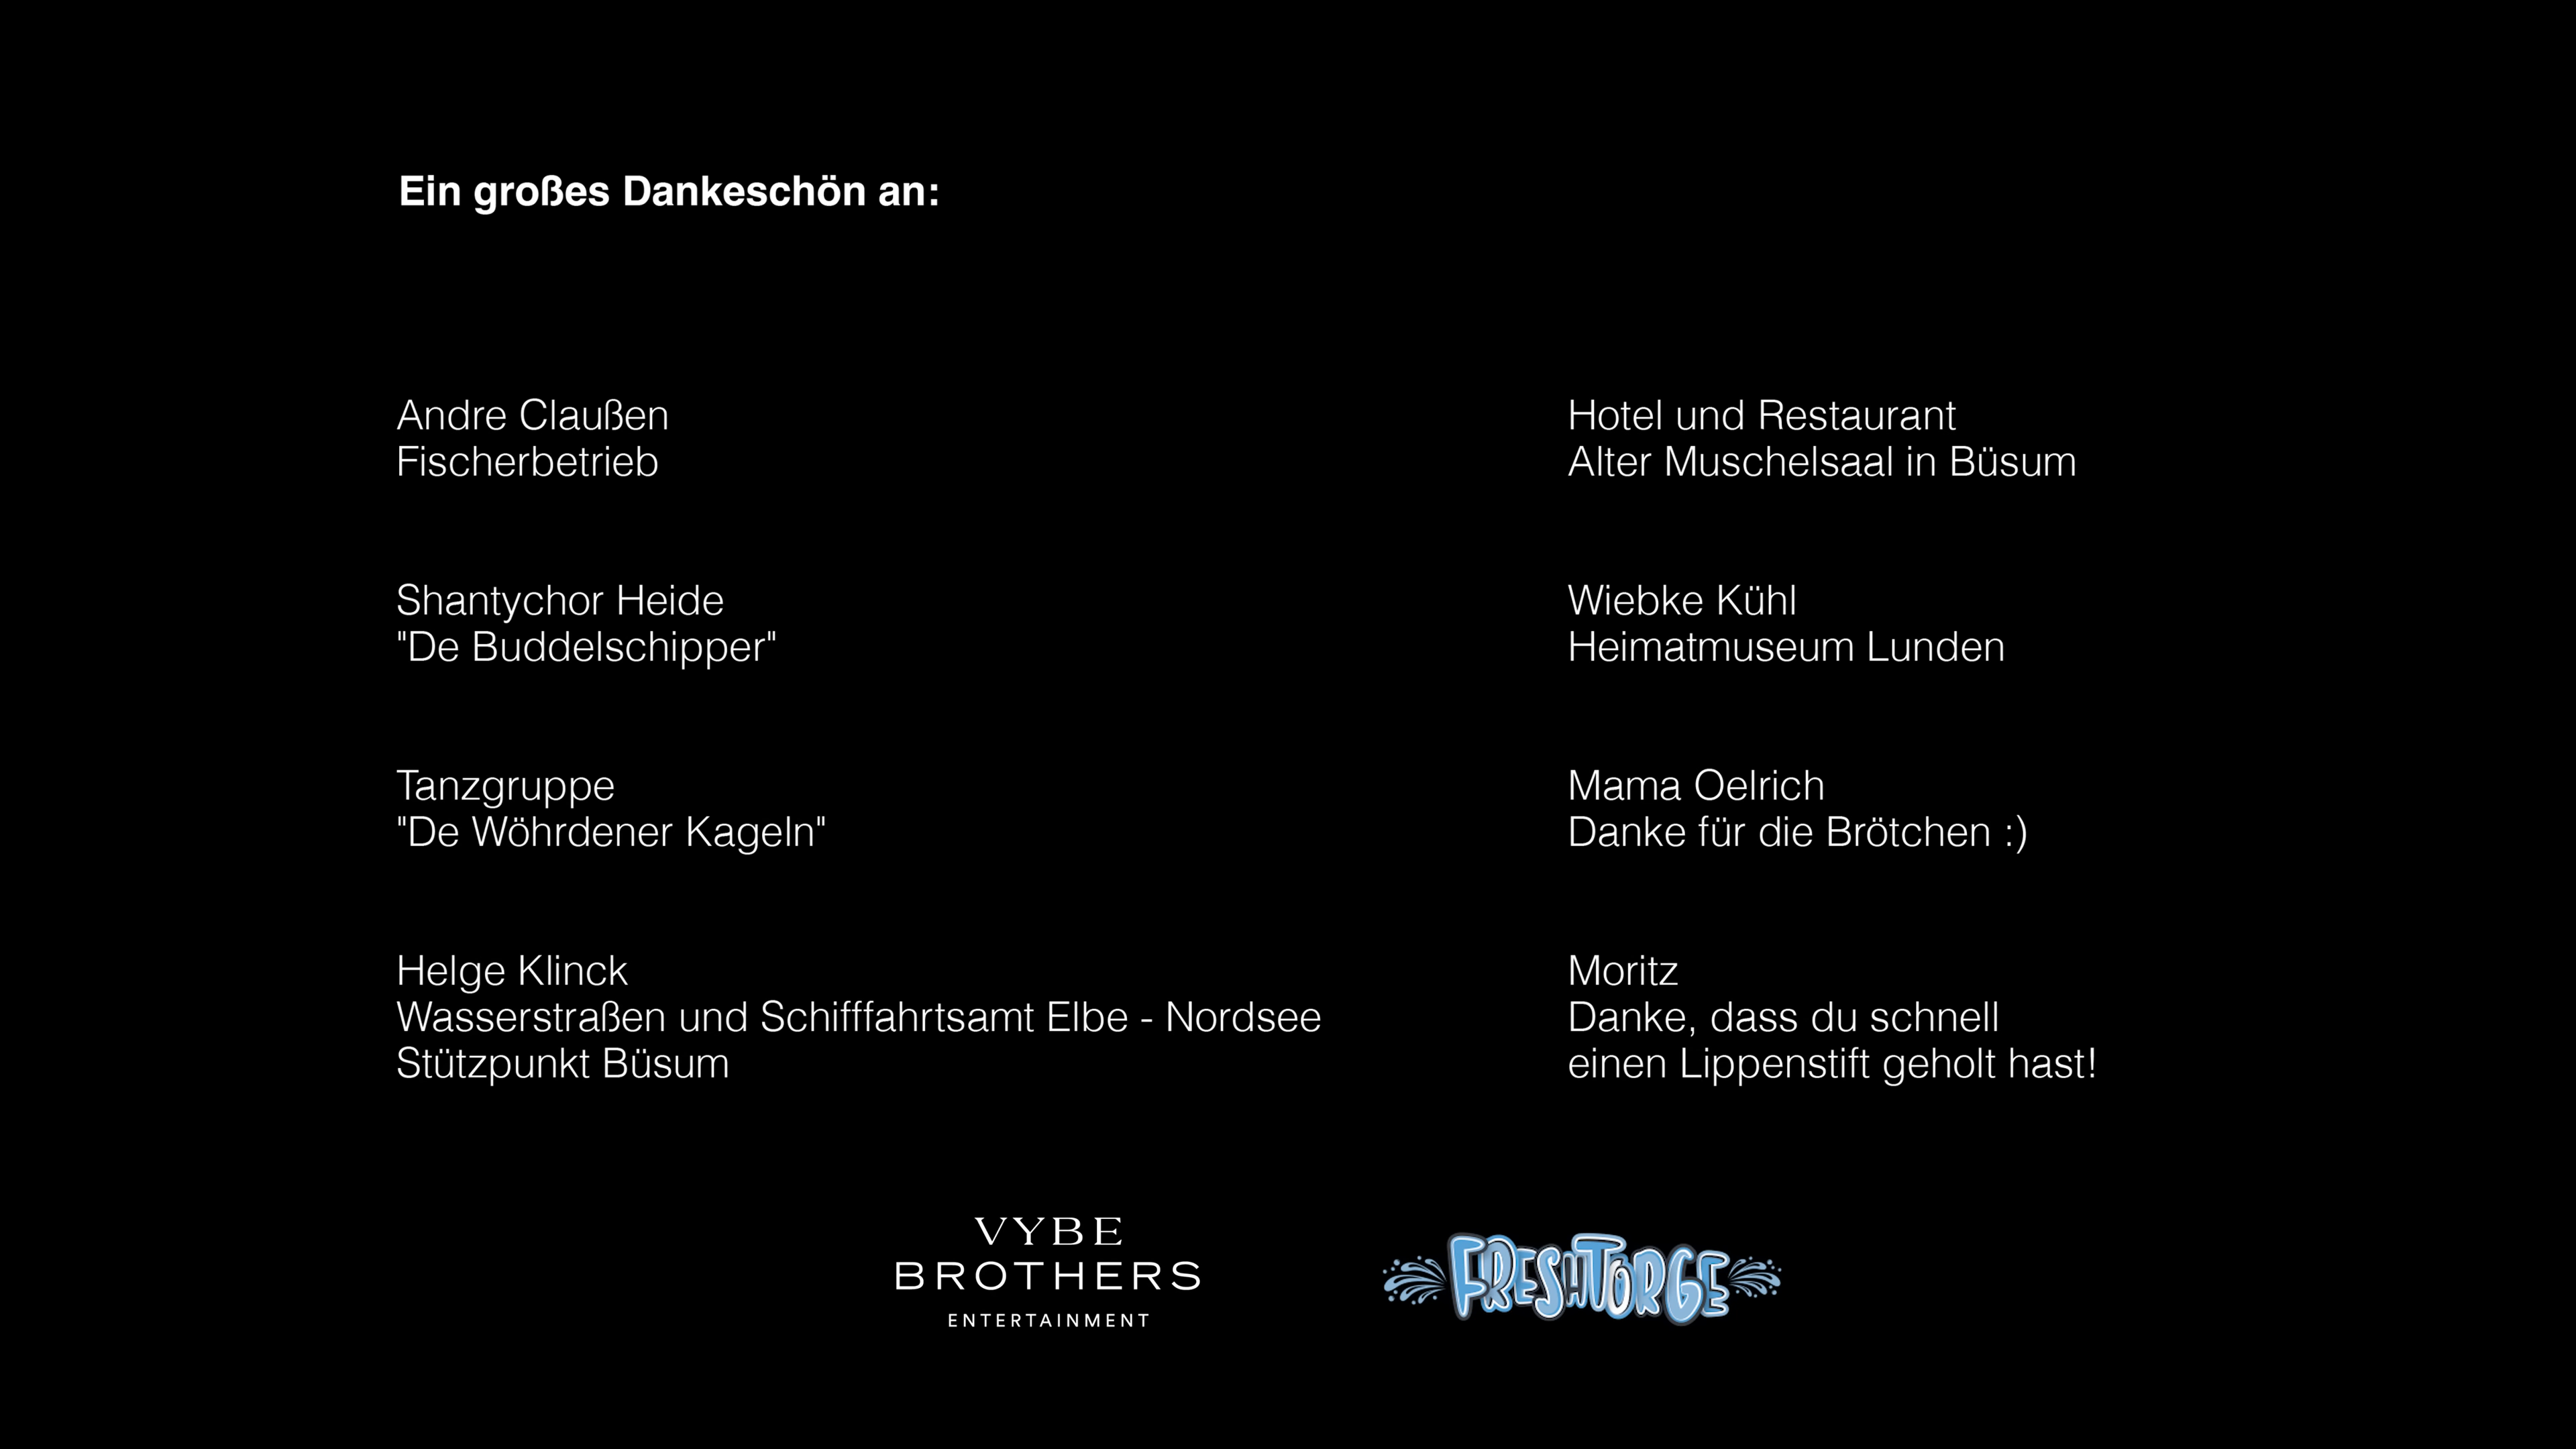 Ein großes Dankeschön an:
Andre Claußen
Fischerbetrieb
Shantychor Heide
"De Buddelschipper"
Tanzgruppe
"De Wöhrdener Kageln"
Helge Klinck
Wasserstraßen und Schifffahrtsamt Elbe - Nordsee
Stützpunkt Büsum
Hotel und Restaurant
Alter Muschelsaal in Büsum
Wiebke Kühl
Heimatmuseum Lunden
Mama Oelrich
Danke für die Brötchen :)
Moritz
Danke, dass du schnell
einen Lippenstift geholt hast!
VYBE
BROTHERS
ENTERTAINMENT
FRESHTORGE